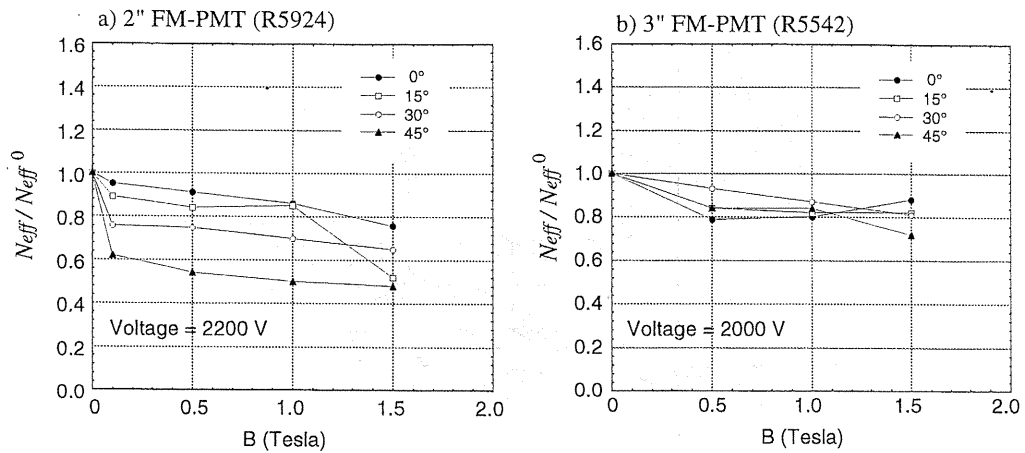 a) 2" FM-PMT (R5924)
1.6
1.4
1.2
1.0
0.8
0.6
0.4
0.2
0.0
Neff / Neff 0
0°
15°
30°
45°
Voltage = 2200 V
0 0.5 1.0 1.5 2.0
B (Tesla)
b) 3" FM-PMT (R5542)
1.6
1.4
1.2
1.0
0.8
0.6
0.4
0.2
0.0
Neff / Neff 0
0°
15°
30°
45°
Voltage = 2000 V
0 0.5 1.0 1.5 2.0
B (Tesla)